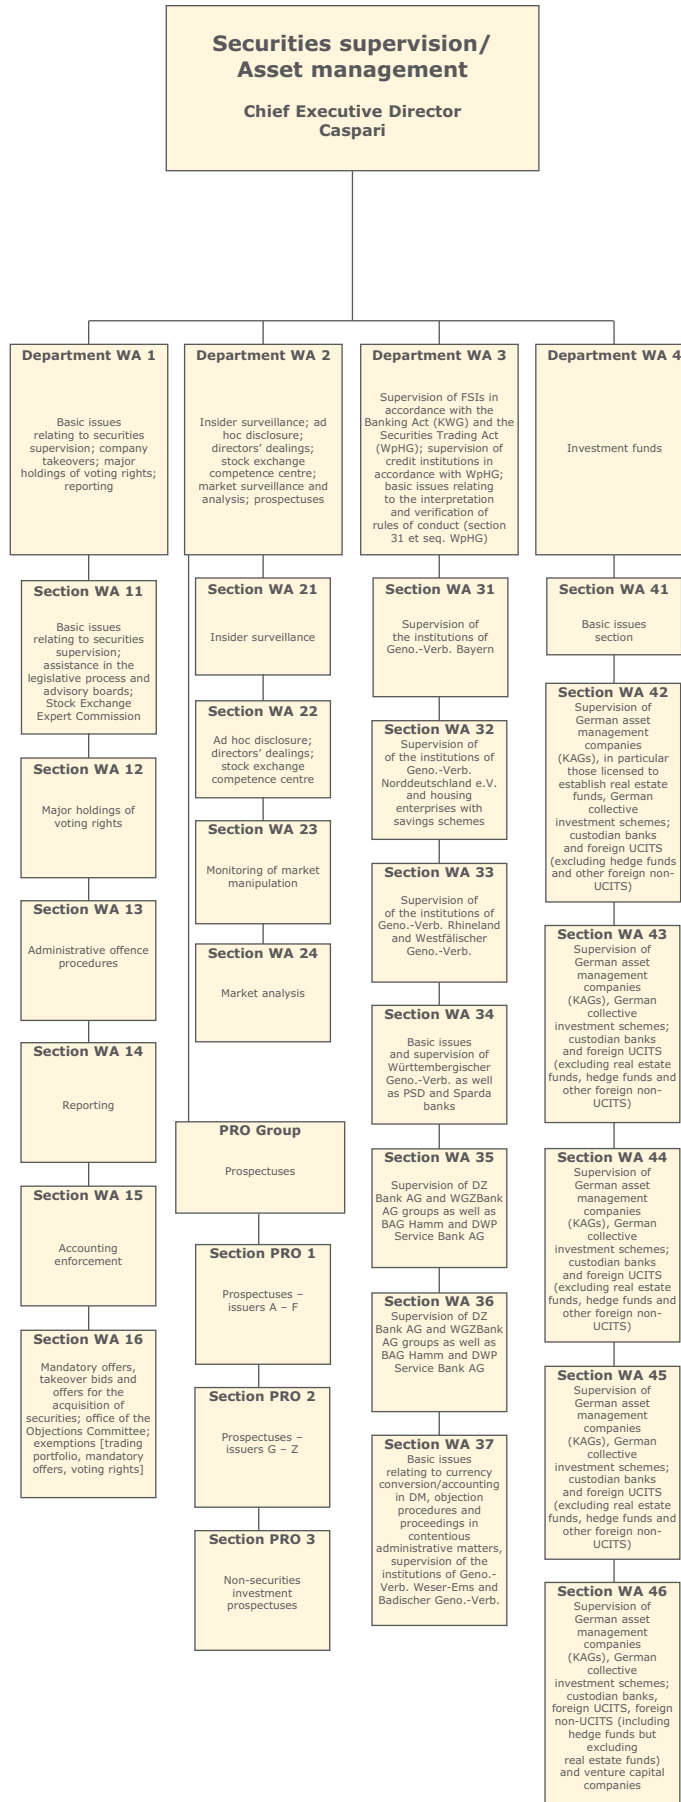 Securities supervision/
Asset management
Chief Executive Director
Caspari
Department WA 1
Basic issues
relating to securities
supervision; company
takeovers; major
holdings of voting rights;
reporting
Section WA 11
Basic issues
relating to securities
supervision;
assistance in the
legislative process and
advisory boards;
Stock Exchange
Expert Commission
Section WA 12
Major holdings of
voting rights
Section WA 13
Administrative offence
procedures
Section WA 14
Reporting
Section WA 15
Accounting
enforcement
Section WA 16
Mandatory offers,
takeover bids and
offers for the
acquisition of
securities; office of the
Objections Committee;
exemptions [trading
portfolio, mandatory
offers, voting rights]
Department WA 2
Insider surveillance; ad
hoc disclosure;
directors’ dealings;
stock exchange
competence centre;
market surveillance and
analysis; prospectuses
Section WA 21
Insider surveillance
Section WA 22
Ad hoc disclosure;
directors’ dealings;
stock exchange
competence centre
Section WA 23
Monitoring of market
manipulation
Section WA 24
Market analysis
PRO Group
Prospectuses
Section PRO 1
Prospectuses –
issuers A – F
Section PRO 2
Prospectuses –
issuers G – Z
Section PRO 3
Non-securities
investment
prospectuses
Department WA 3
Supervision of FSIs in
accordance with the
Banking Act (KWG) and the
Securities Trading Act
(WpHG); supervision of
credit institutions in
accordance with WpHG;
basic issues relating
to the interpretation
and verification of
rules of conduct (section
31 et seq. WpHG)
Section WA 31
Supervision of
the institutions of
Geno.-Verb. Bayern
Section WA 32
Supervision of
of the institutions of
Geno.-Verb.
Norddeutschland e.V.
and housing
enterprises with
savings schemes
Section WA 33
Supervision of
of the institutions of
Geno.-Verb. Rhineland
and Westfälischer
Geno.-Verb.
Section WA 34
Basic issues
and supervision of
Württembergischer
Geno.-Verb. as well
as PSD and Sparda
banks
Section WA 35
Supervision of DZ
Bank AG and WGZBank
AG groups as well as
BAG Hamm and DWP
Service Bank AG
Section WA 36
Supervision of DZ
Bank AG and WGZBank
AG groups as well as
BAG Hamm and DWP
Service Bank AG
Section WA 37
Basic issues
relating to currency
conversion/accounting
in DM, objection
procedures and
proceedings in
contentious
administrative matters,
supervision of the
institutions of Geno.-
Verb. Weser-Ems and
Badischer Geno.-Verb.
Department WA 4
Investment funds
Section WA 41
Basic issues
section
Section WA 42
Supervision of
German asset
management
companies
(KAGs), in particular
those licensed to
establish real estate
funds, German
collective
investment schemes;
custodian banks
and foreign UCITS
(excluding hedge funds
and other foreign non-
UCITS)
Section WA 43
Supervision of
German asset
management
companies
(KAGs), German
collective
investment schemes;
custodian banks
and foreign UCITS
(excluding real estate
funds, hedge funds and
other foreign non-
UCITS)
Section WA 44
Supervision of
German asset
management
companies
(KAGs), German
collective
investment schemes;
custodian banks
and foreign UCITS
(excluding real estate
funds, hedge funds and
other foreign non-
UCITS)
Section WA 45
Supervision of
German asset
management
companies
(KAGs), German
collective
investment schemes;
custodian banks
and foreign UCITS
(excluding real estate
funds, hedge funds and
other foreign non-
UCITS)
Section WA 46
Supervision of
German asset
management
companies
(KAGs), German
collective
investment schemes;
custodian banks,
foreign UCITS, foreign
non-UCITS (including
hedge funds but
excluding
real estate funds)
and venture capital
companies